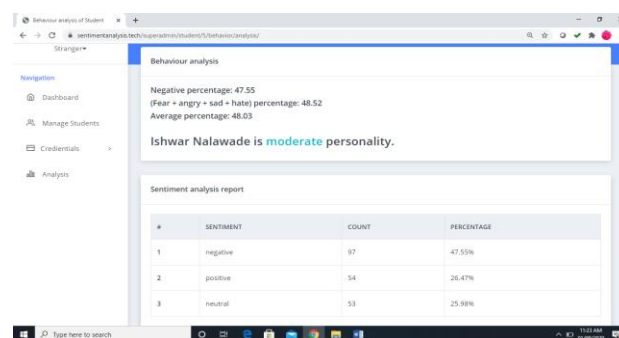 Behaviour analysis of Student
sentimentanalysis.tech/superadmin/student/5/behavior/analysis/
Stranger
Navigation
Dashboard
Manage Students
Credentials
Analysis
Behaviour analysis
Negative percentage: 47.55
(Fear + angry + sad + hate) percentage: 48.52
Average percentage: 48.03
Ishwar Nalawade is moderate personality.
Sentiment analysis report
# SENTIMENT COUNT PERCENTAGE
1 negative 97 47.55%
2 positive 54 26.47%
3 neutral 53 25.98%
Type here to search
11:23 AM